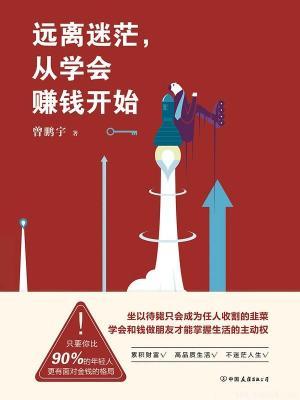 远离迷茫，
从学会
赚钱开始
曾鹏宇 著
坐以待毙只会成为任人收割的韭菜
学会和钱做朋友才能掌握生活的主动权
!
只要你比
90%的年轻人
更有面对金钱的格局
累积财富√ 高品质生活√ 不迷茫人生√
中国友谊出版公司